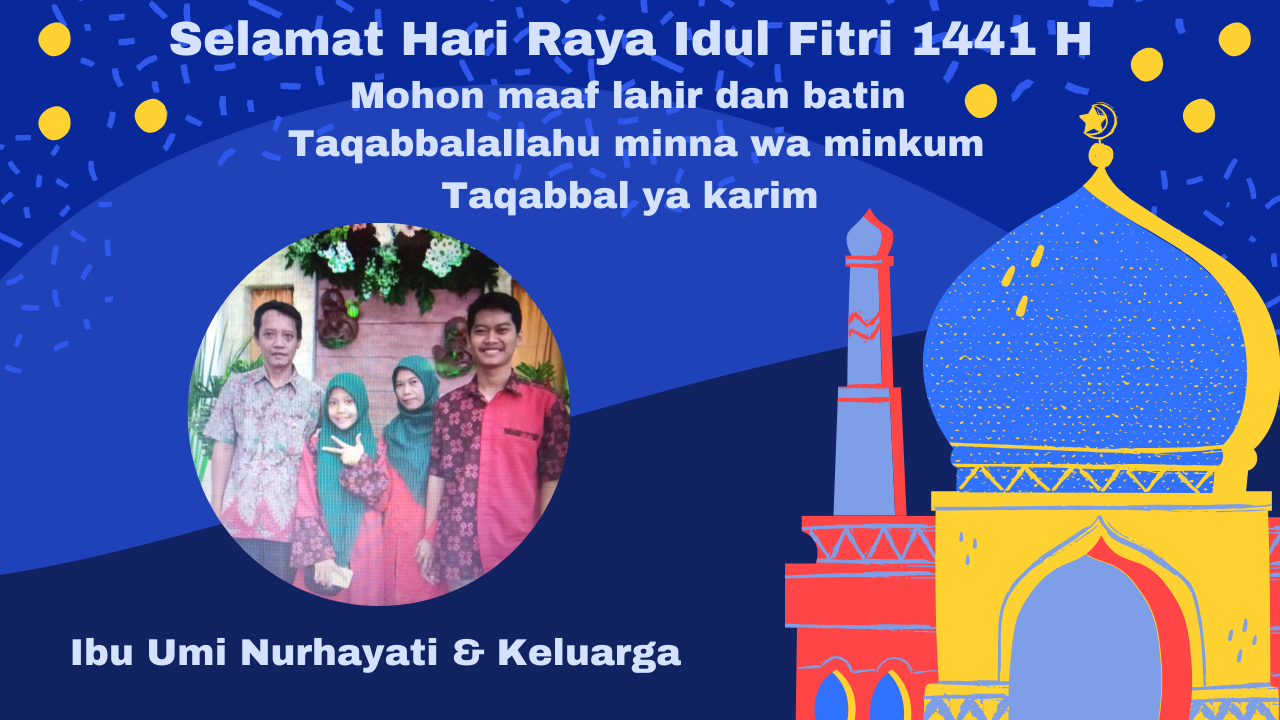 Selamat Hari Raya Idul Fitri 1441 H
Mohon maaf lahir dan batin
Taqabbalallahu minna wa minkum
Taqabbal ya karim
Ibu Umi Nurhayati & Keluarga